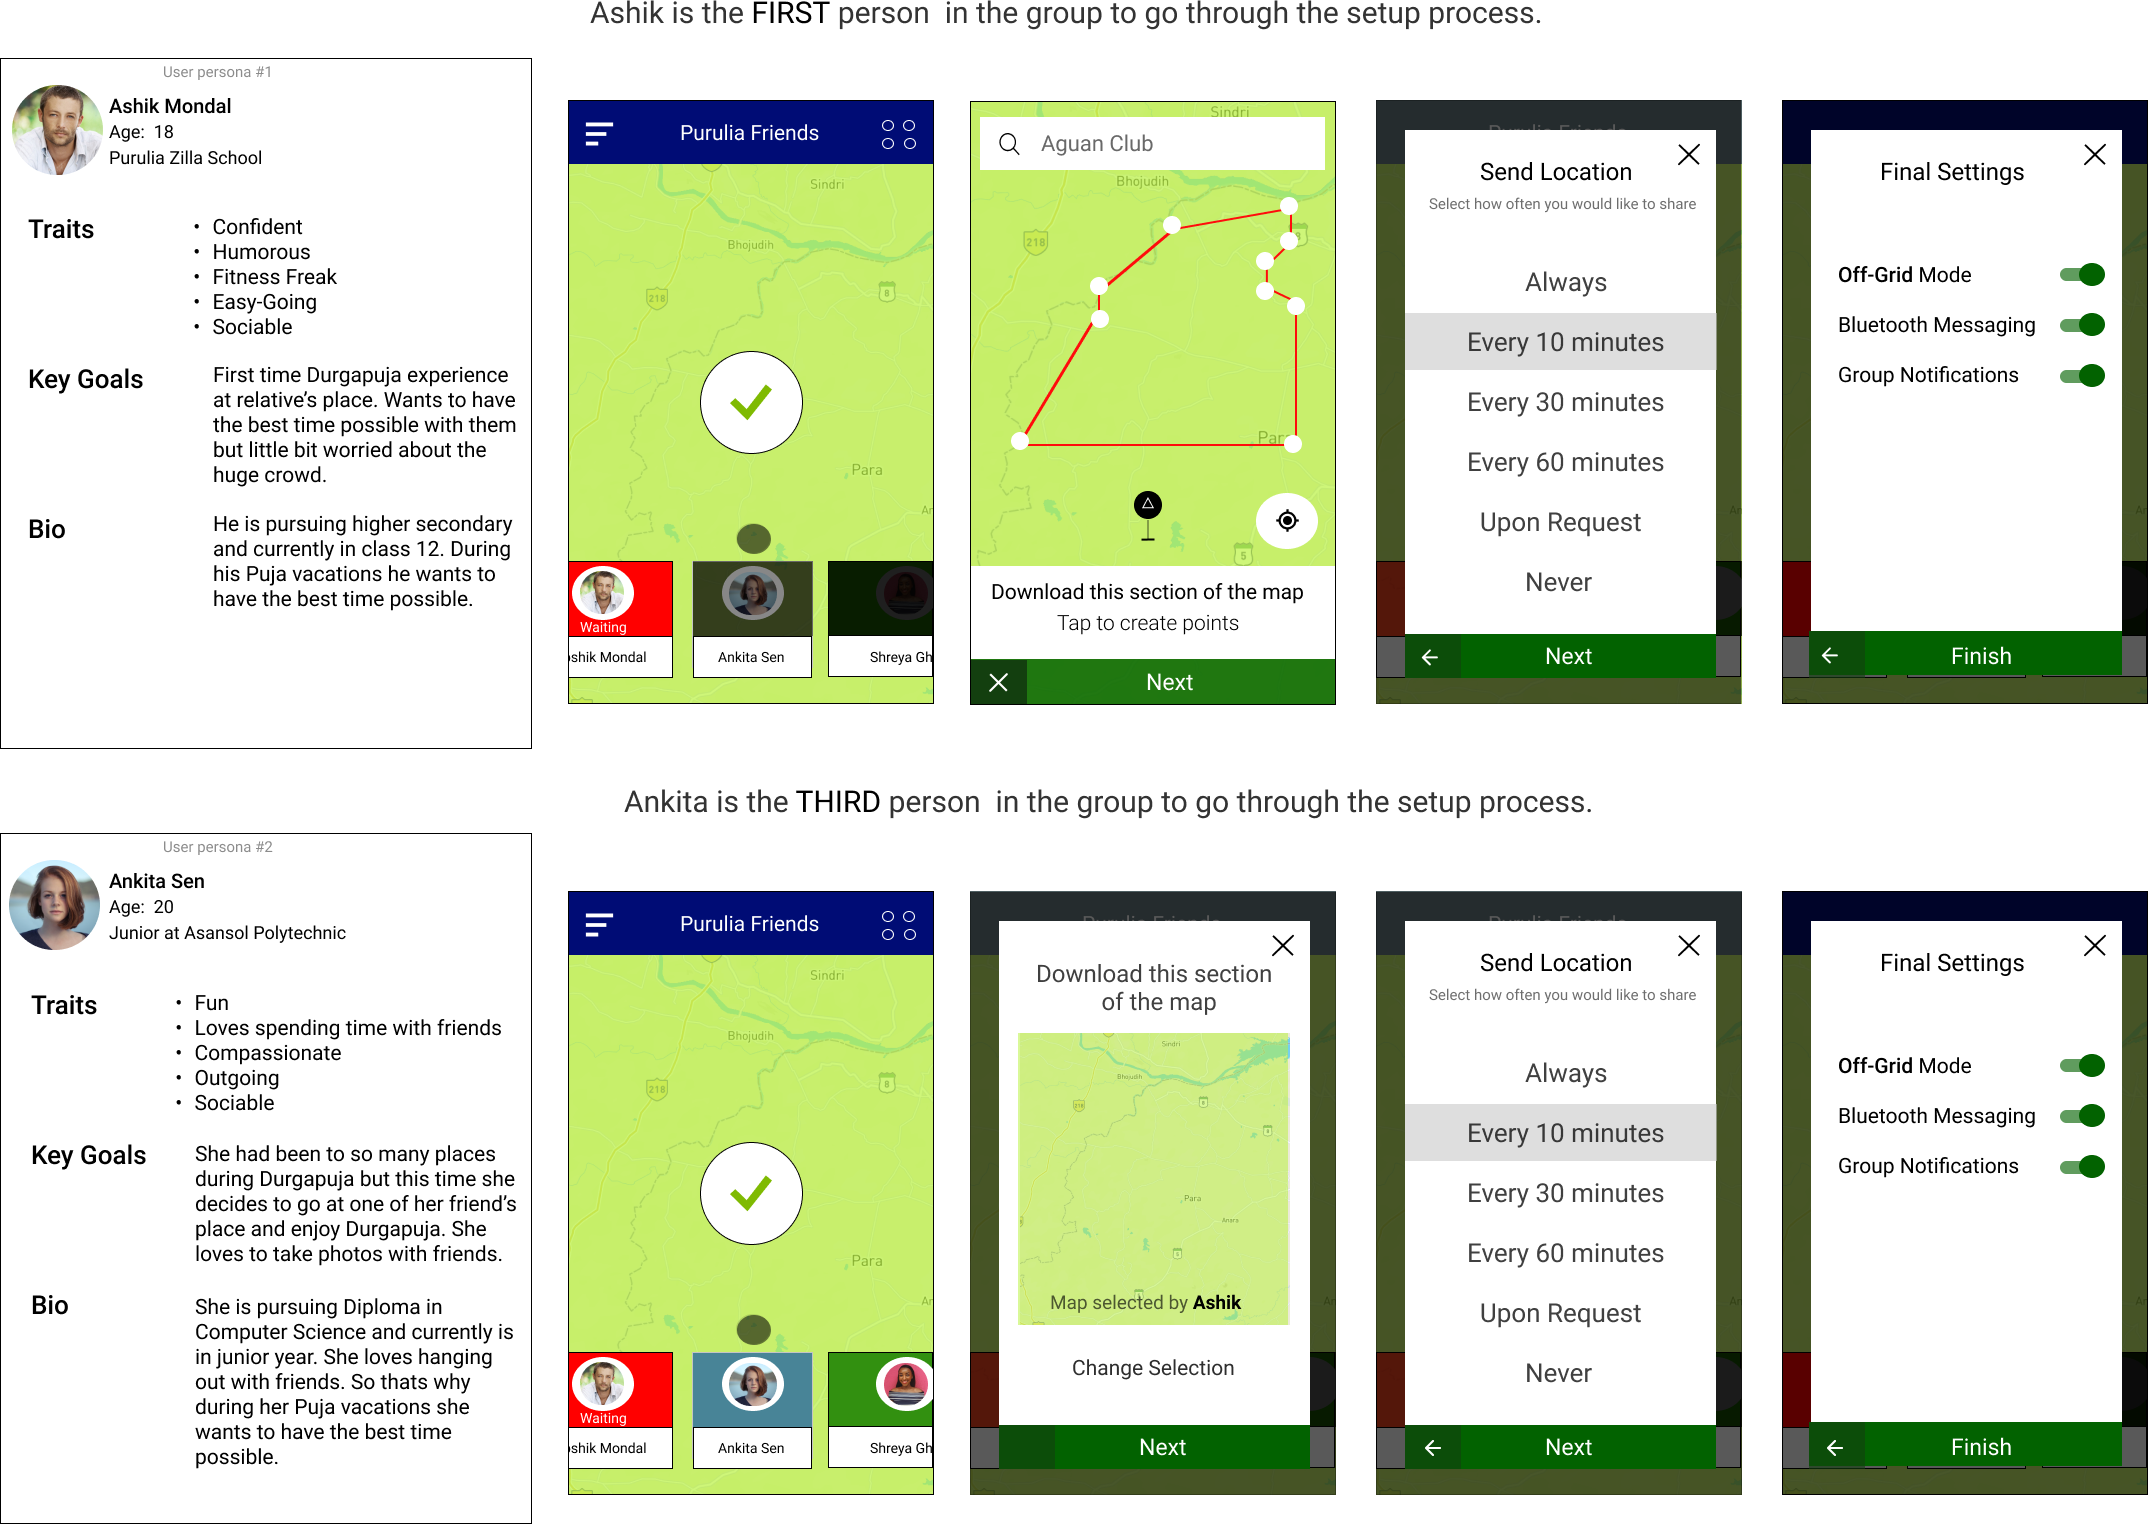 Ashik is the FIRST person in the group to go through the setup process.
User persona #1
Ashik Mondal
Age: 18
Purulia Zilla School
Traits
• Confident
• Humorous
• Fitness Freak
• Easy-Going
• Sociable
Key Goals
First time Durgapuja experience
at relative's place. Wants to have
the best time possible with them
but little bit worried about the
huge crowd.
Bio
He is pursuing higher secondary
and currently in class 12. During
his Puja vacations he wants to
have the best time possible.
Purulia Friends
Sindri
Bhojudih
218
8
Para
Waiting
shik Mondal
Ankita Sen
Shreya Gh
Sindri
Aguan Club
Bhojudih
218
8
Para
5
Download this section of the map
Tap to create points
Next
Send Location
Select how often you would like to share
Always
Every 10 minutes
Every 30 minutes
Every 60 minutes
Upon Request
Never
Next
Final Settings
Off-Grid Mode
Bluetooth Messaging
Group Notifications
Finish
Ankita is the THIRD person in the group to go through the setup process.
User persona #2
Ankita Sen
Age: 20
Junior at Asansol Polytechnic
Traits
• Fun
• Loves spending time with friends
• Compassionate
• Outgoing
• Sociable
Key Goals
She had been to so many places
during Durgapuja but this time she
decides to go at one of her friend's
place and enjoy Durgapuja. She
loves to take photos with friends.
Bio
She is pursuing Diploma in
Computer Science and currently is
in junior year. She loves hanging
out with friends. So thats why
during her Puja vacations she
wants to have the best time
possible.
Purulia Friends
Sindri
Bhojudih
218
8
Para
Waiting
shik Mondal
Ankita Sen
Shreya Gh
Download this section
of the map
Sindri
Bhojudih
218
Para
Anara
Map selected by Ashik
Change Selection
Next
Send Location
Select how often you would like to share
Always
Every 10 minutes
Every 30 minutes
Every 60 minutes
Upon Request
Never
Next
Final Settings
Off-Grid Mode
Bluetooth Messaging
Group Notifications
Finish